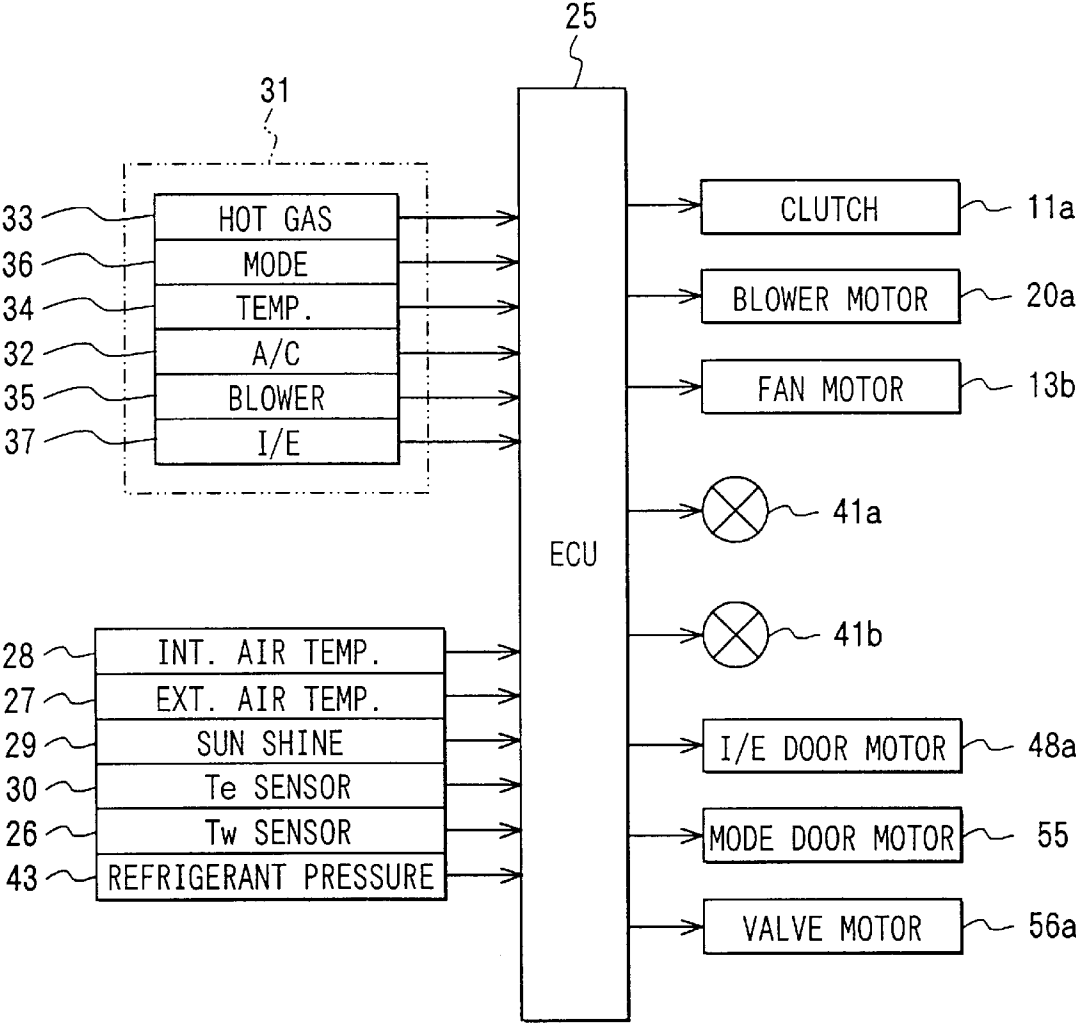 25
31
33 HOT GAS
36 MODE
34 TEMP.
32 A/C
35 BLOWER
37 I/E
28 INT. AIR TEMP.
27 EXT. AIR TEMP.
29 SUN SHINE
30 Te SENSOR
26 Tw SENSOR
43 REFRIGERANT PRESSURE
ECU
CLUTCH 11a
BLOWER MOTOR 20a
FAN MOTOR 13b
41a
41b
I/E DOOR MOTOR 48a
MODE DOOR MOTOR 55
VALVE MOTOR 56a